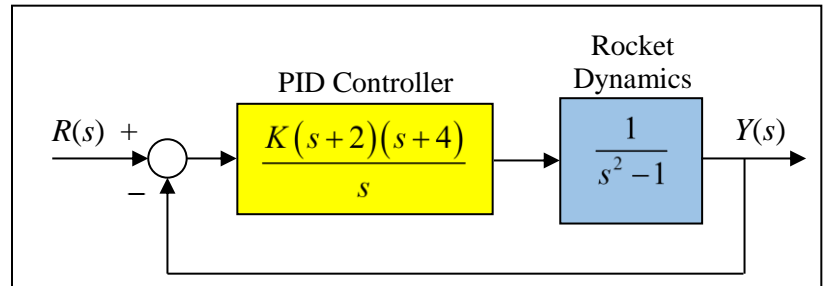 Rocket
Dynamics
PID Controller
R(s) +
K(s+2)(s+4)
s
1
s² − 1
Y(s)
−